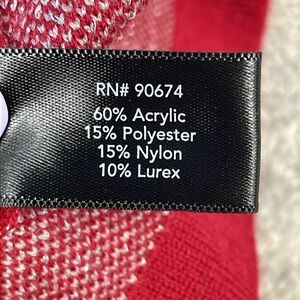 RN# 90674
60% Acrylic
15% Polyester
15% Nylon
10% Lurex